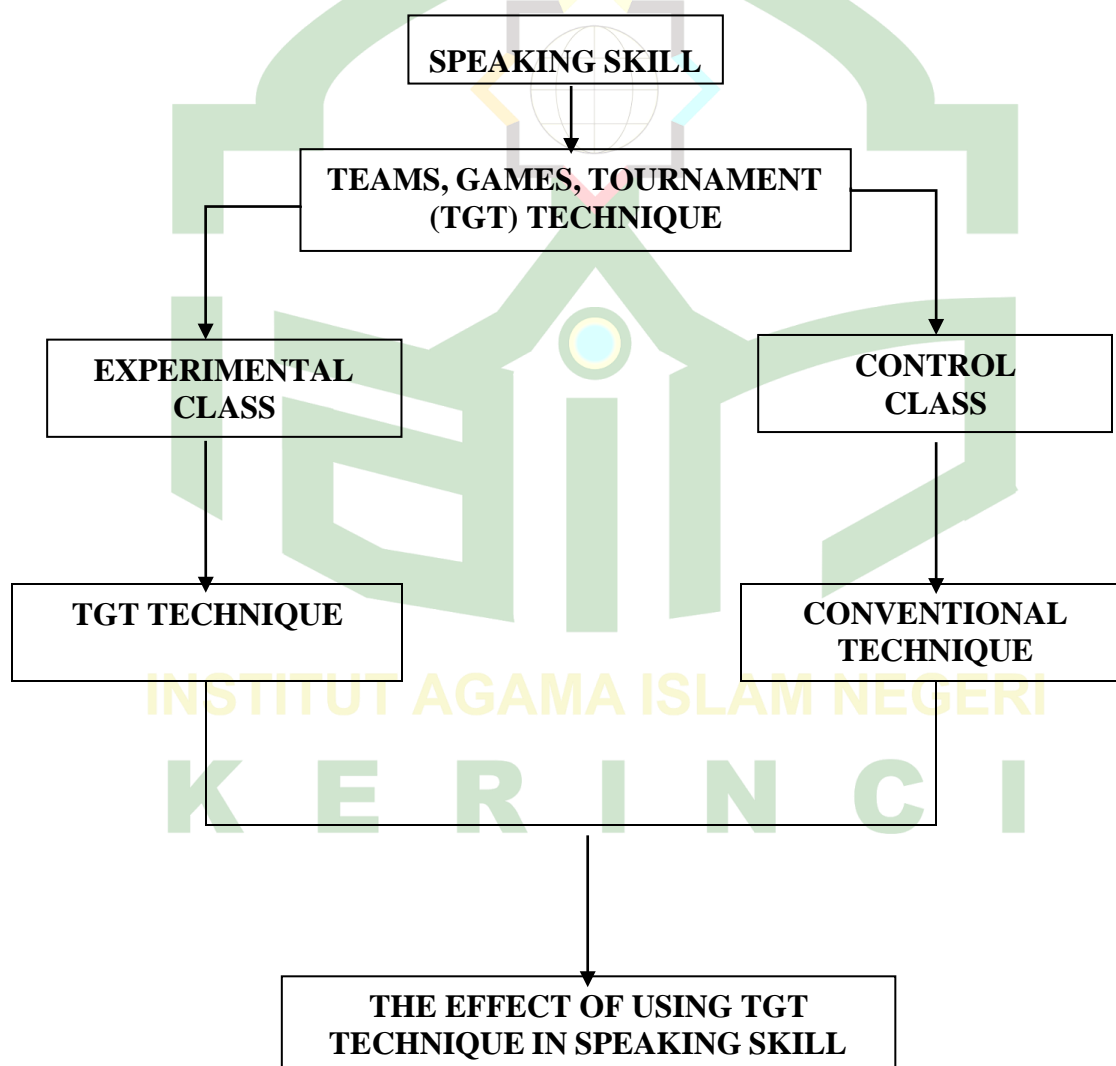 SPEAKING SKILL
TEAMS, GAMES, TOURNAMENT
(TGT) TECHNIQUE
EXPERIMENTAL
CLASS
CONTROL
CLASS
TGT TECHNIQUE
CONVENTIONAL
TECHNIQUE
INSTITUT AGAMA ISLAM NEGERI
KERINCI
THE EFFECT OF USING TGT
TECHNIQUE IN SPEAKING SKILL